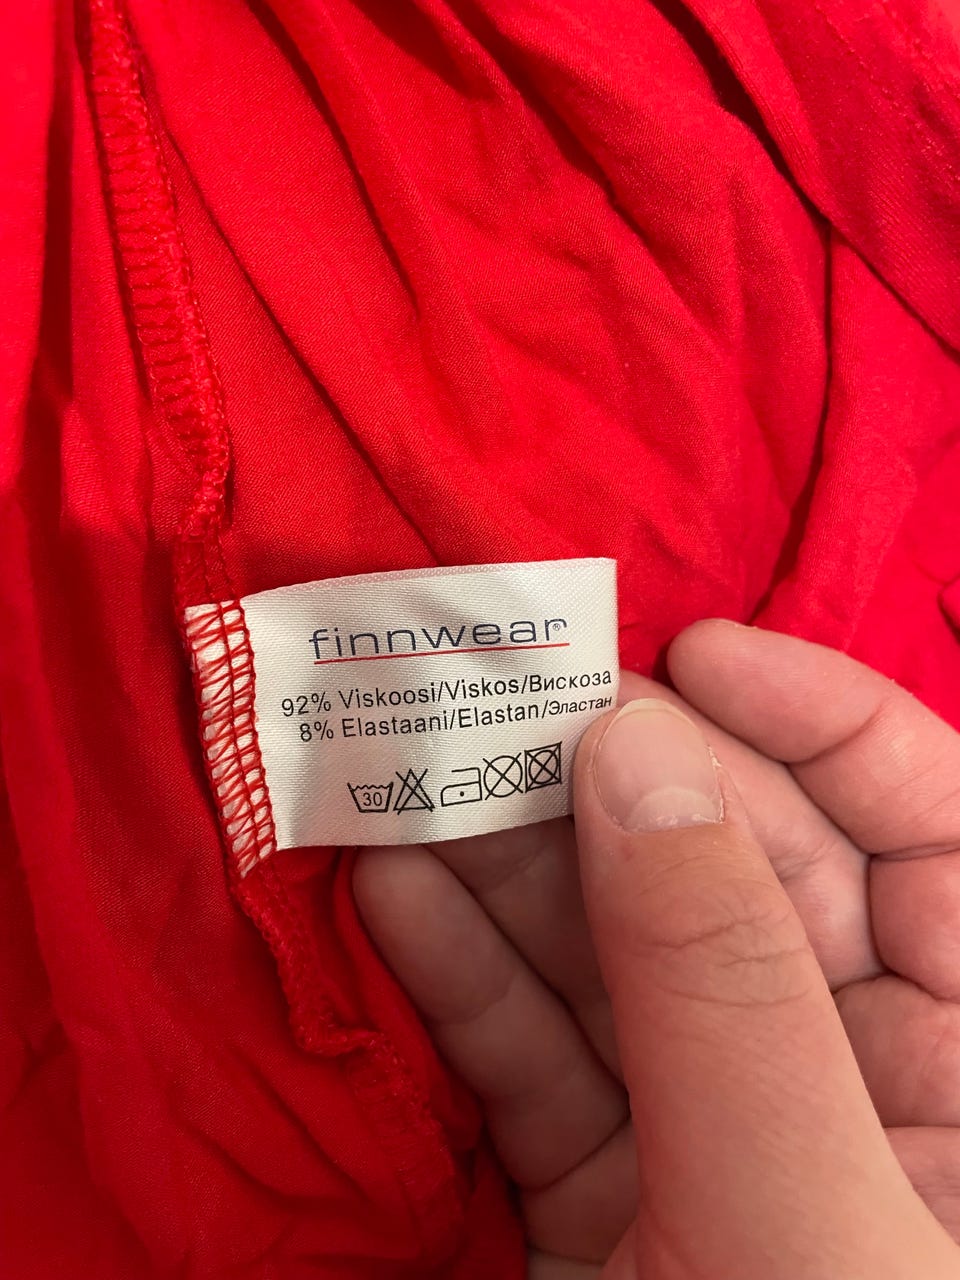 finnwear®
92% Viskoosi/Viskos/Вискоза
8% Elastaani/Elastan/Эластан
30